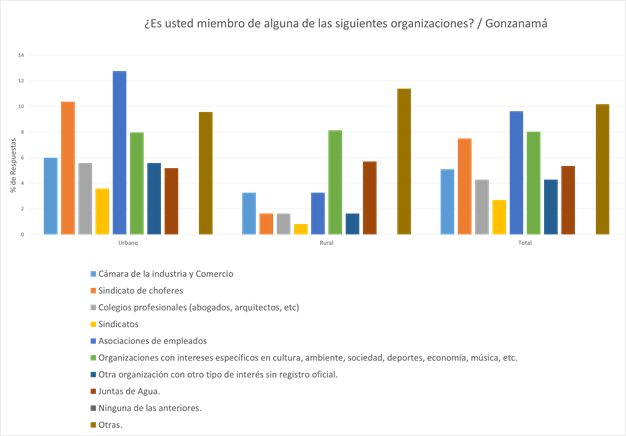 ¿Es usted miembro de alguna de las siguientes organizaciones? / Gonzanamá
14
12
10
8
6
4
2
0
% de Respuestas
Urbano
Rural
Total
Cámara de la industria y Comercio
Sindicato de choferes
Colegios profesionales (abogados, arquitectos, etc)
Sindicatos
Asociaciones de empleados
Organizaciones con intereses específicos en cultura, ambiente, sociedad, deportes, economía, música, etc.
Otra organización con otro tipo de interés sin registro oficial.
Juntas de Agua.
Ninguna de las anteriores.
Otras.